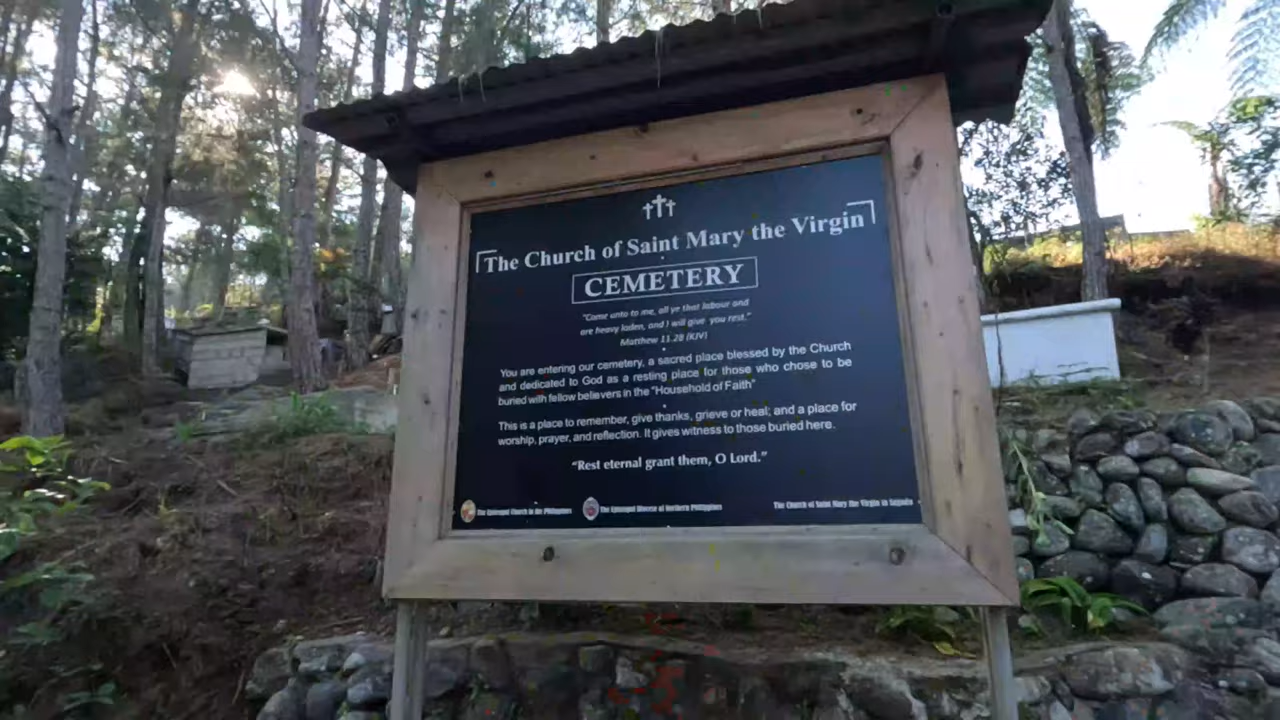 The Church of Saint Mary the Virgin
CEMETERY
"Come unto to me, all ye that labour and
are heavy laden, and I will give you rest."
Matthew 11.28 (KJV)
You are entering our cemetery, a sacred place blessed by the Church
and dedicated to God as a resting place for those who chose to be
buried with fellow believers in the "Household of Faith"
This is a place to remember, give thanks, grieve or heal; and a place for
worship, prayer, and reflection. It gives witness to those buried here.
"Rest eternal grant them, O Lord."
The Episcopal Church in the Philippines
The Episcopal Diocese of Northern Philippines
The Church of Saint Mary the Virgin in Sagada